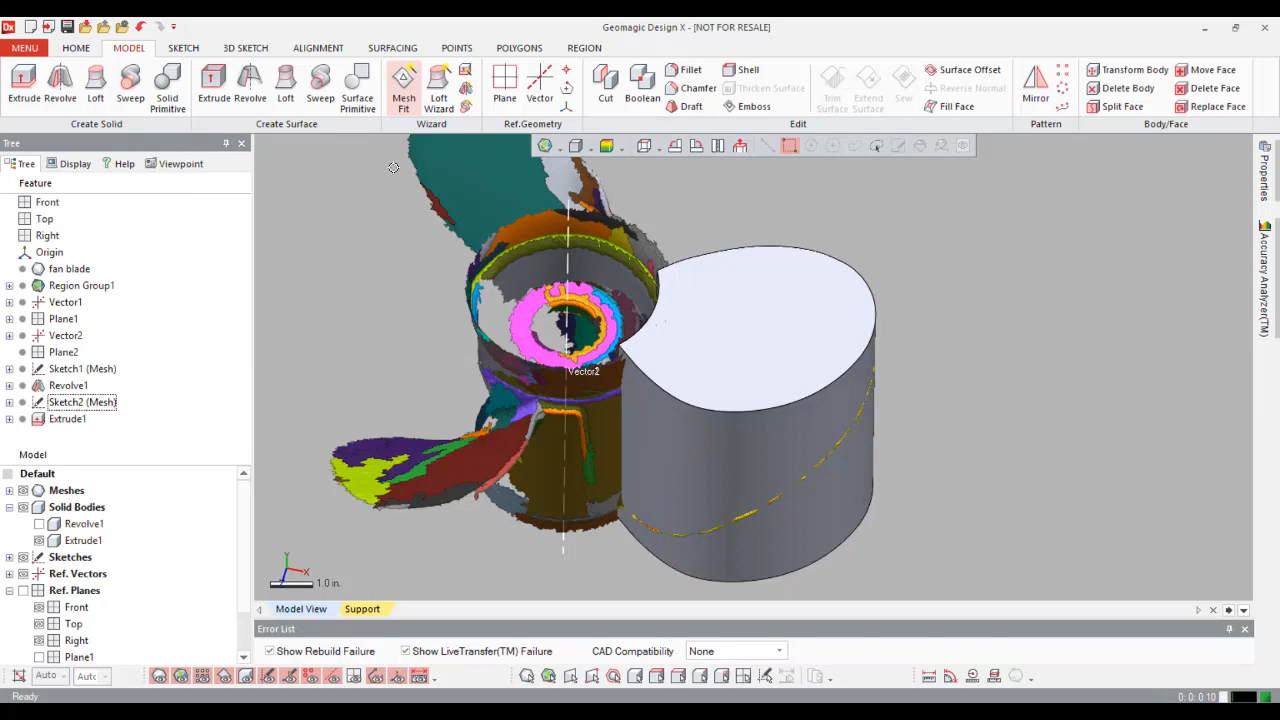 Geomagic Design X - [NOT FOR RESALE]
MENU HOME MODEL SKETCH 3D SKETCH ALIGNMENT SURFACING POINTS POLYGONS REGION
Extrude Revolve Loft Sweep Solid Primitive
Create Solid
Extrude Revolve Loft Sweep Surface Primitive
Create Surface
Mesh Fit Loft Wizard
Wizard
Plane Vector
Ref.Geometry
Cut Boolean
Fillet Shell
Chamfer Thicken Surface
Draft Emboss
Trim Surface Extend Surface Sew
Surface Offset
Reverse Normal
Fill Face
Edit
Mirror
Pattern
Transform Body Move Face
Delete Body Delete Face
Split Face Replace Face
Body/Face
Tree
Tree Display Help Viewpoint
Feature
Front
Top
Right
Origin
fan blade
Region Group1
Vector1
Plane1
Vector2
Plane2
Sketch1 (Mesh)
Revolve1
Sketch2 (Mesh)
Extrude1
Model
Default
Meshes
Solid Bodies
Revolve1
Extrude1
Sketches
Ref. Vectors
Ref. Planes
Front
Top
Right
Plane1
Vector2
Y
X
Z
1.0 in.
Properties
Accuracy Analyzer(TM)
Model View Support
Error List
Show Rebuild Failure Show LiveTransfer(TM) Failure CAD Compatibility None
Auto Auto
Ready
0: 0: 0.10